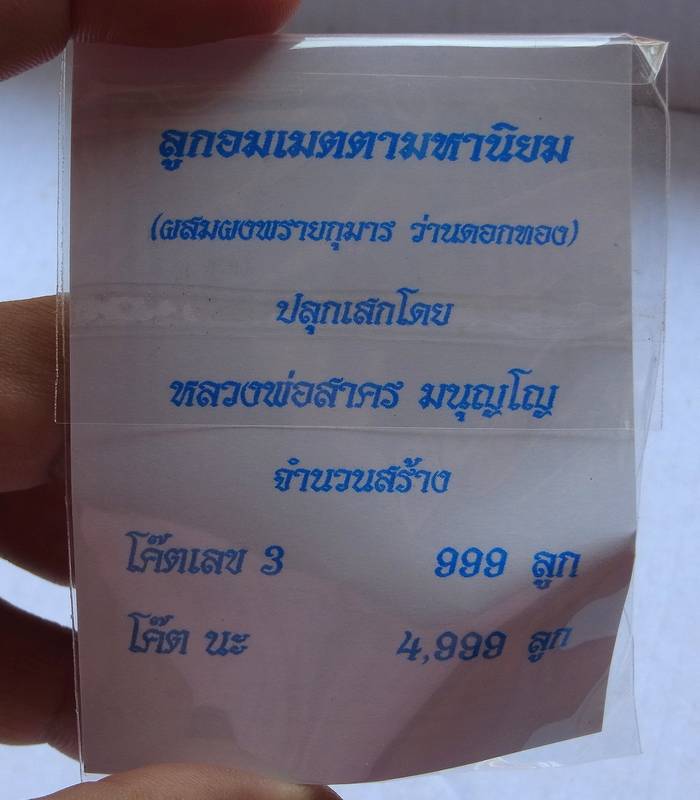 ลูกอมเมตตามหานิยม
(ผสมผงพรายกุมาร ว่านดอกทอง)
ปลุกเสกโดย
หลวงพ่อสาคร มนุญโญ
จำนวนสร้าง
โค๊ตเลข 3 999 ลูก
โค๊ต นะ 4,999 ลูก